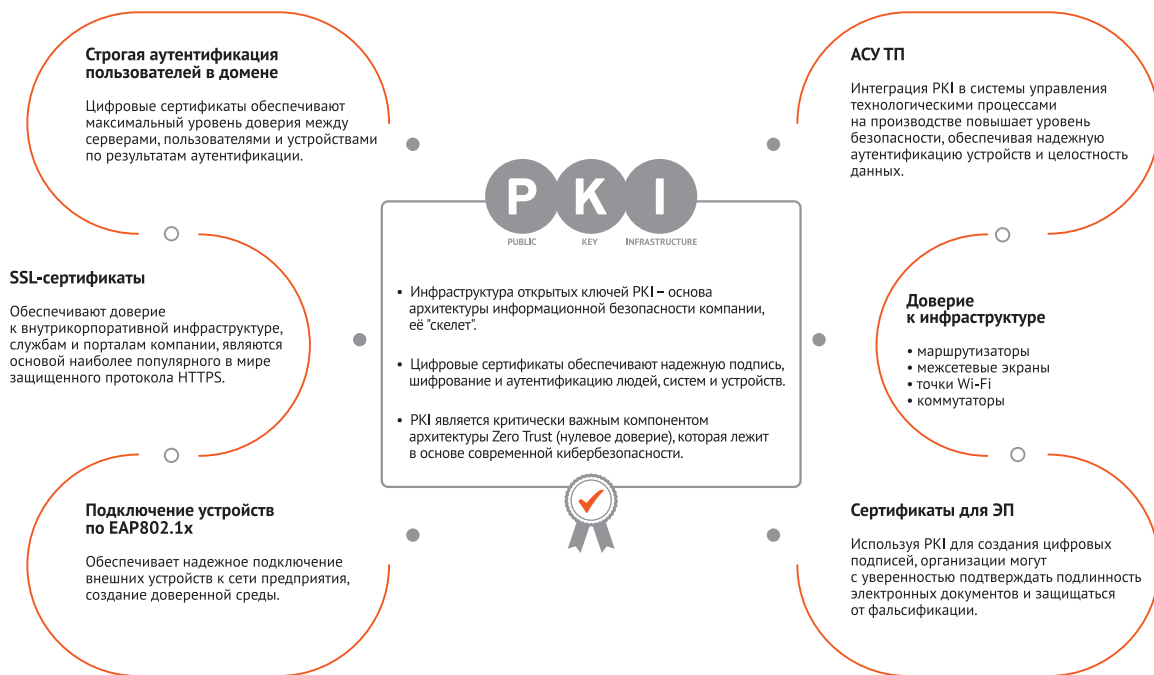 Строгая аутентификация
пользователей в домене
Цифровые сертификаты обеспечивают
максимальный уровень доверия между
серверами, пользователями и устройствами
по результатам аутентификации.
SSL-сертификаты
Обеспечивают доверие
к внутрикорпоративной инфраструктуре,
службам и порталам компании, являются
основой наиболее популярного в мире
защищенного протокола HTTPS.
Подключение устройств
по EAP802.1x
Обеспечивает надежное подключение
внешних устройств к сети предприятия,
создание доверенной среды.
P K I
PUBLIC KEY INFRASTRUCTURE
• Инфраструктура открытых ключей PKI – основа
архитектуры информационной безопасности компании,
её "скелет".
• Цифровые сертификаты обеспечивают надежную подпись,
шифрование и аутентификацию людей, систем и устройств.
• PKI является критически важным компонентом
архитектуры Zero Trust (нулевое доверие), которая лежит
в основе современной кибербезопасности.
АСУ ТП
Интеграция PKI в системы управления
технологическими процессами
на производстве повышает уровень
безопасности, обеспечивая надежную
аутентификацию устройств и целостность
данных.
Доверие
к инфраструктуре
• маршрутизаторы
• межсетевые экраны
• точки Wi-Fi
• коммутаторы
Сертификаты для ЭП
Используя PKI для создания цифровых
подписей, организации могут
с уверенностью подтверждать подлинность
электронных документов и защищаться
от фальсификации.